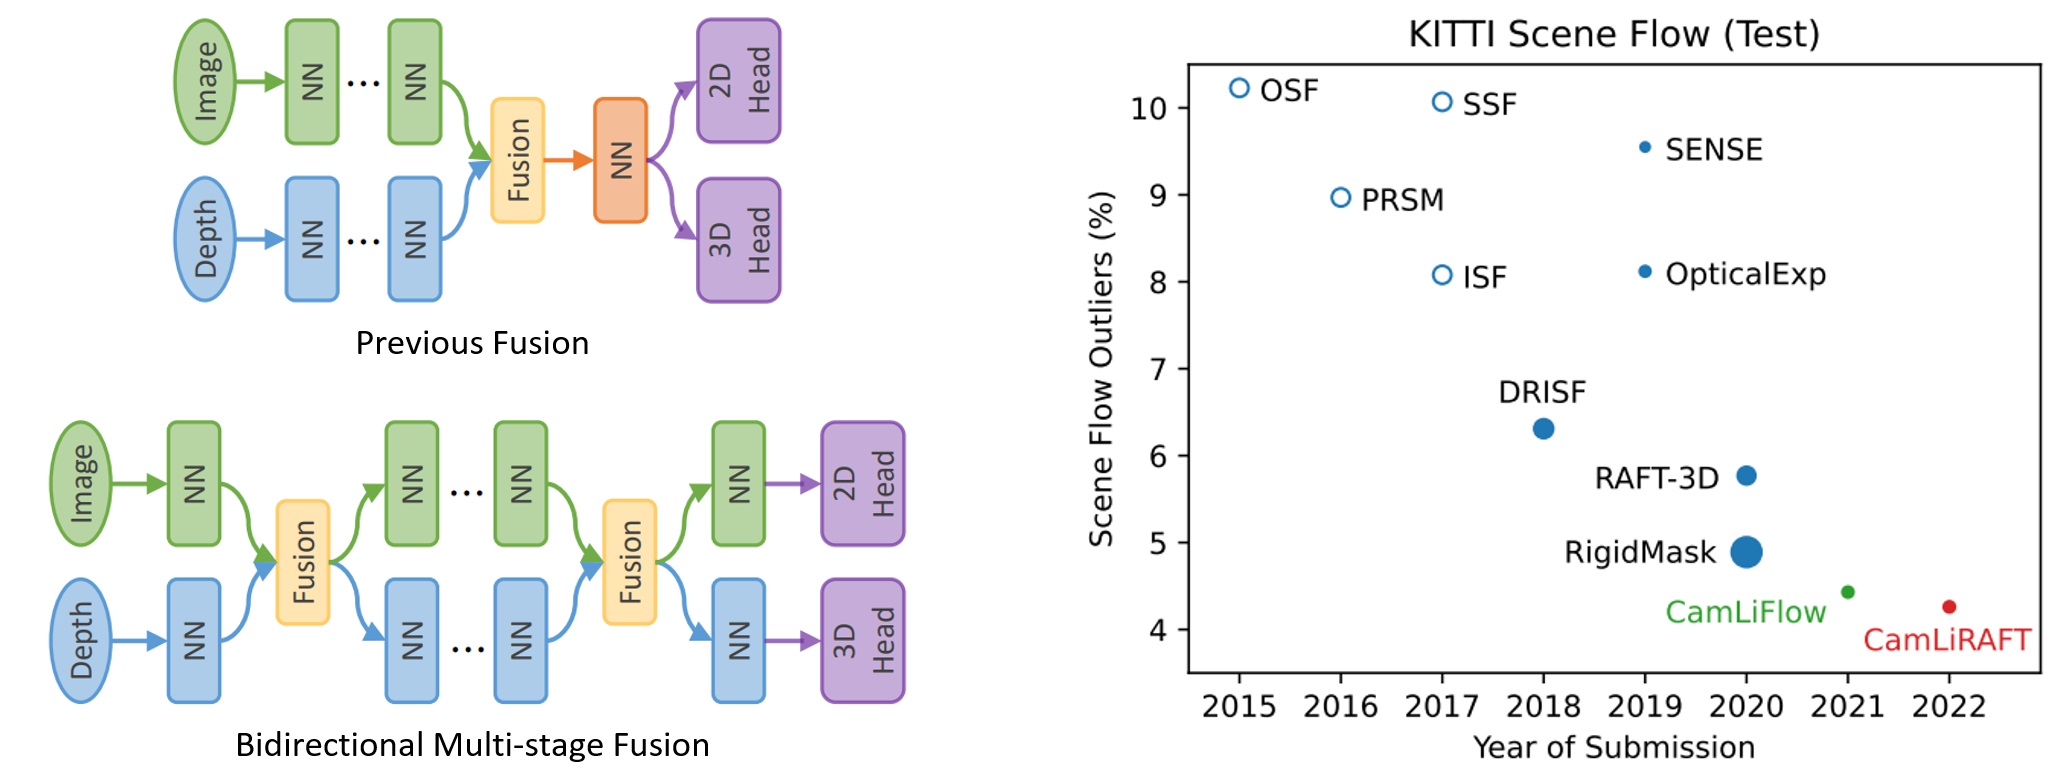 Image
NN
...
NN
Depth
NN
...
NN
Fusion
NN
2D
Head
3D
Head
Previous Fusion
Image
NN
Depth
NN
Fusion
NN
...
NN
NN
...
NN
Fusion
NN
2D
Head
NN
3D
Head
Bidirectional Multi-stage Fusion
KITTI Scene Flow (Test)
Scene Flow Outliers (%)
10
9
8
7
6
5
4
OSF
SSF
SENSE
PRSM
ISF
OpticalExp
DRISF
RAFT-3D
RigidMask
CamLiFlow
CamLiRAFT
2015 2016 2017 2018 2019 2020 2021 2022
Year of Submission